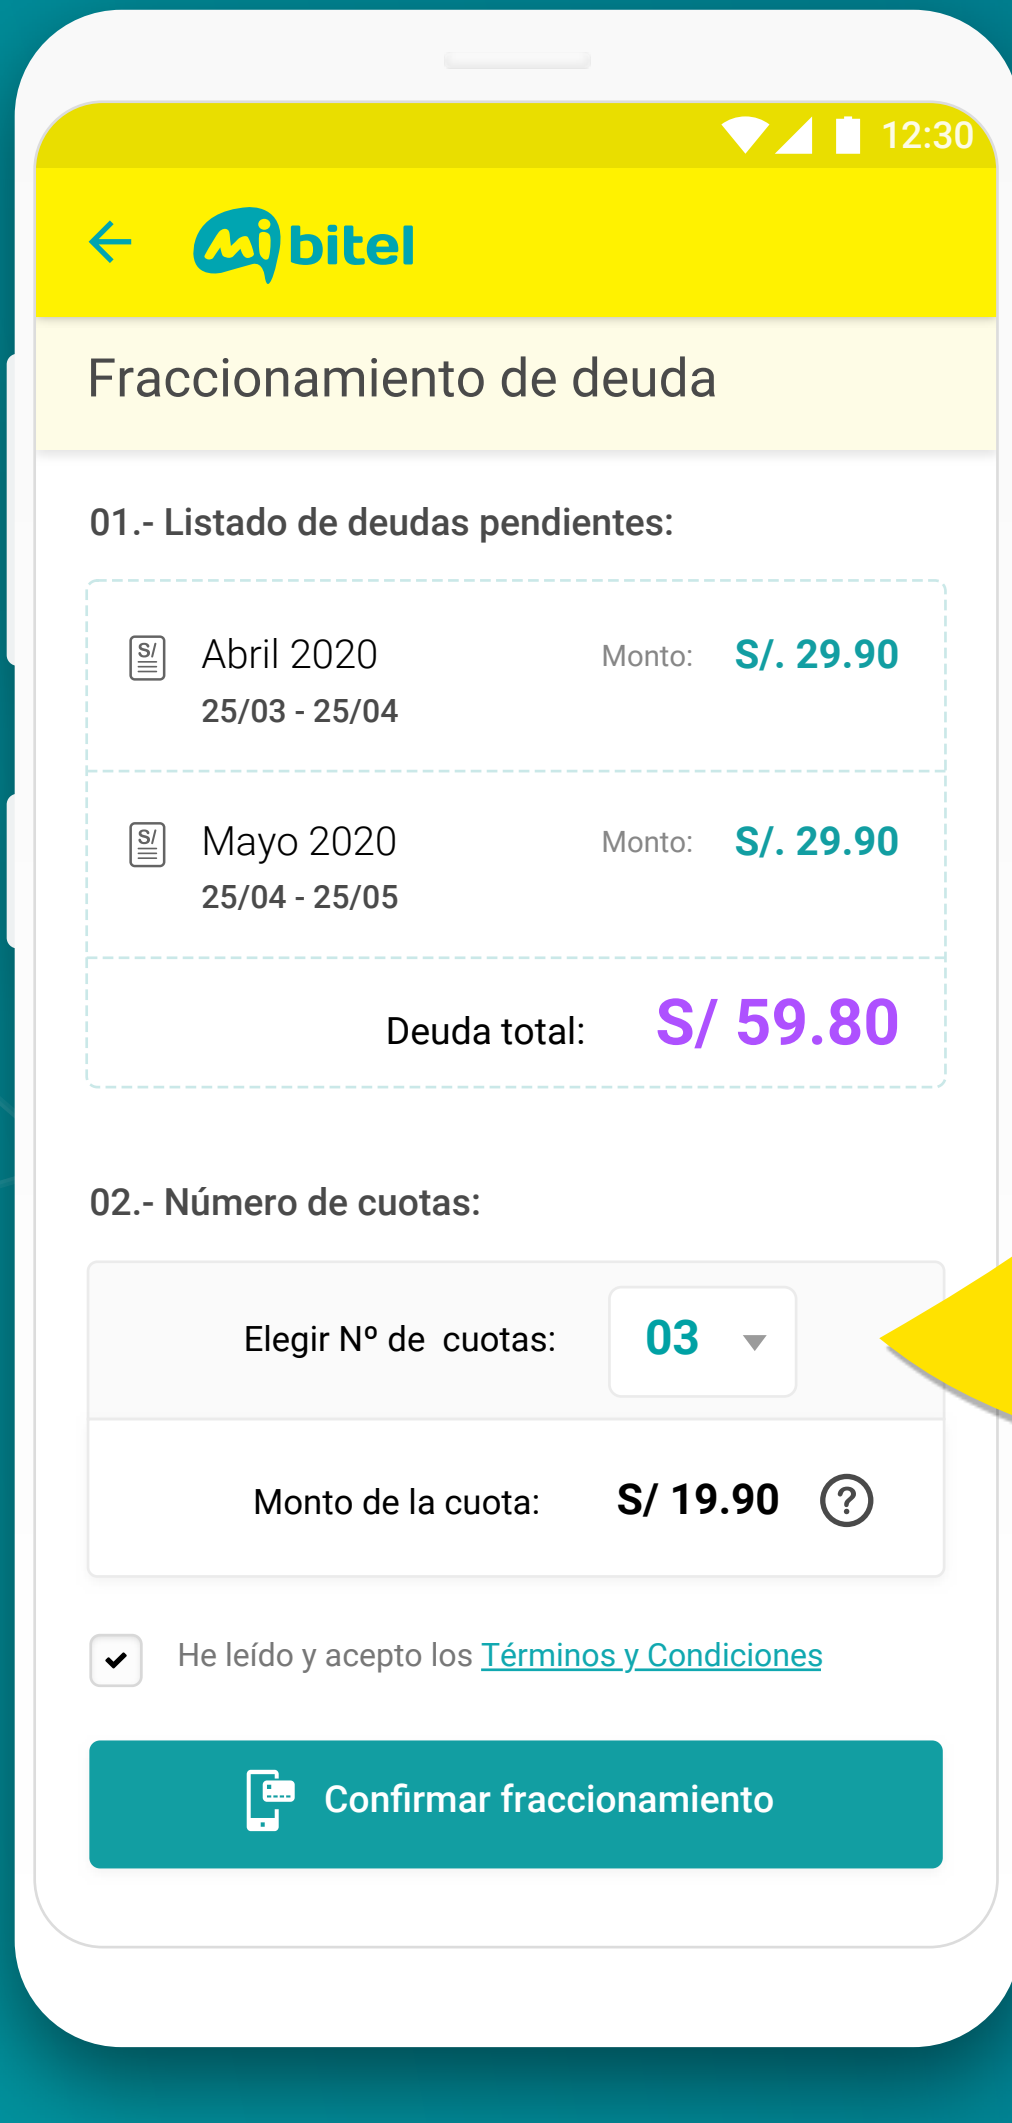 12:30
mi bitel
Fraccionamiento de deuda
01.- Listado de deudas pendientes:
S/ Abril 2020 Monto: S/. 29.90
25/03 - 25/04
S/ Mayo 2020 Monto: S/. 29.90
25/04 - 25/05
Deuda total: S/ 59.80
02.- Número de cuotas:
Elegir Nº de cuotas: 03
Monto de la cuota: S/ 19.90 ?
He leído y acepto los Términos y Condiciones
Confirmar fraccionamiento